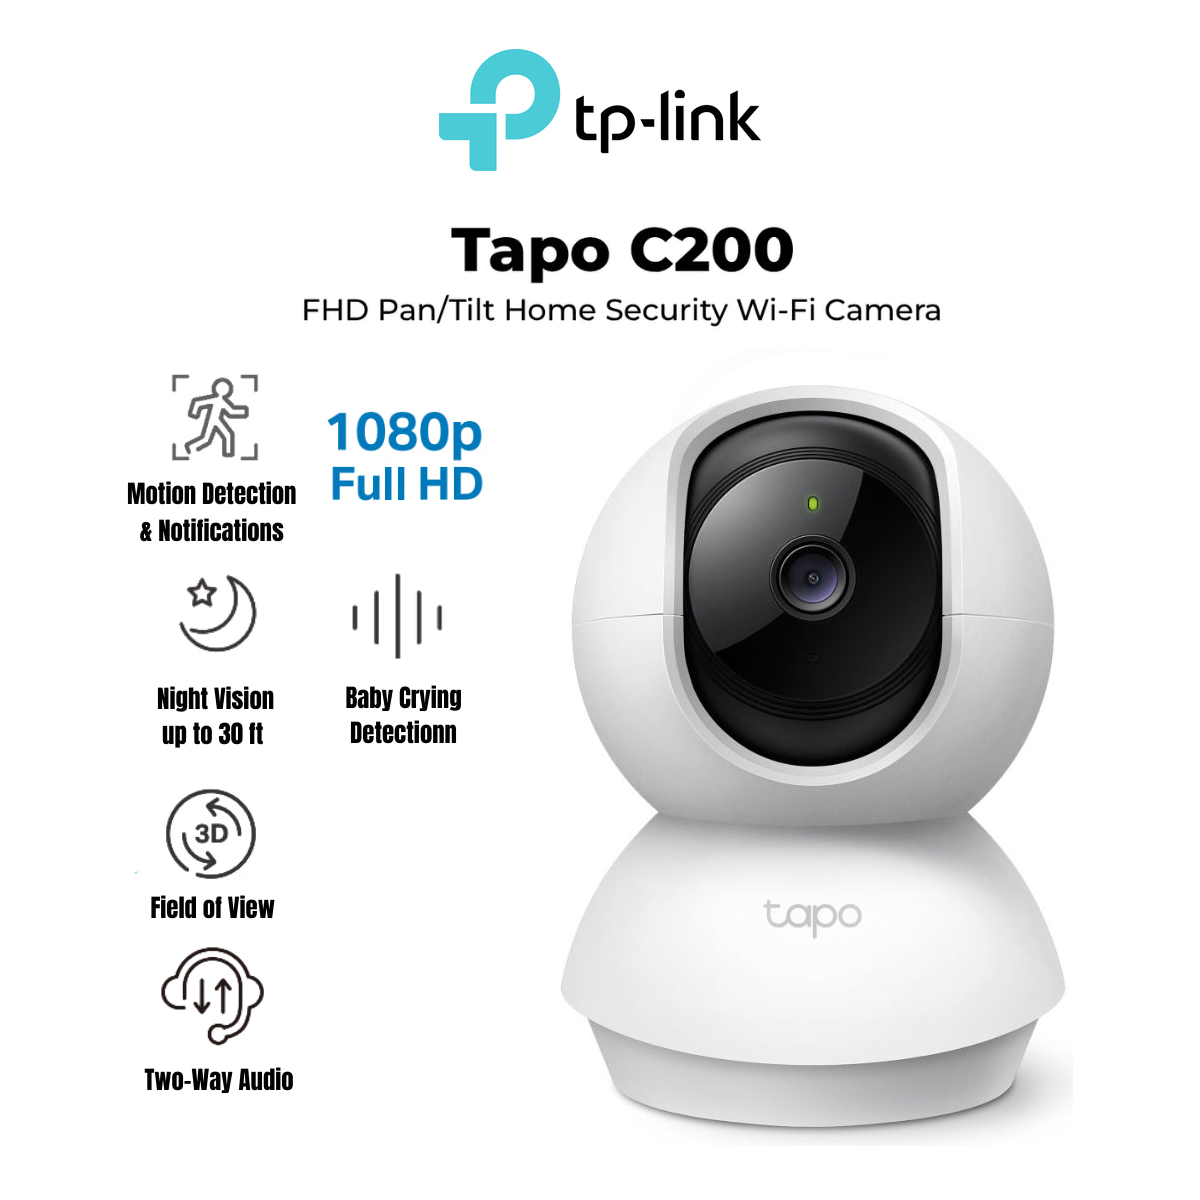 tp-link
Tapo C200
FHD Pan/Tilt Home Security Wi-Fi Camera
1080p
Full HD
Motion Detection
& Notifications
Night Vision
up to 30 ft
Baby Crying
Detectionn
3D
Field of View
Two-Way Audio
tapo